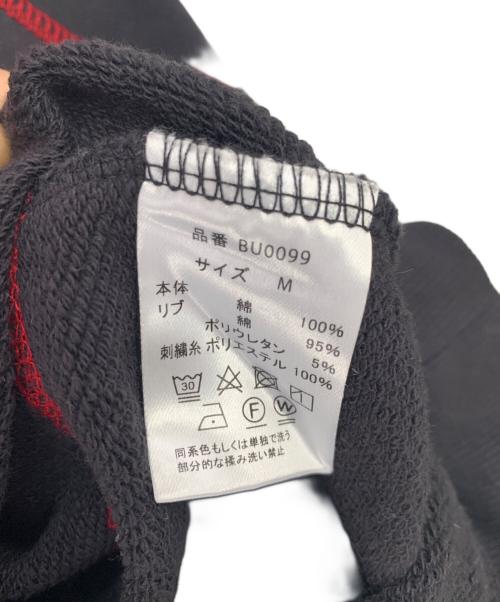 品番 BU0099
サイズ M
本体 綿 100%
リブ 綿 95%
ポリウレタン 5%
刺繍糸 ポリエステル 100%
30
F W
同系色もしくは単独で洗う
部分的な揉み洗い禁止